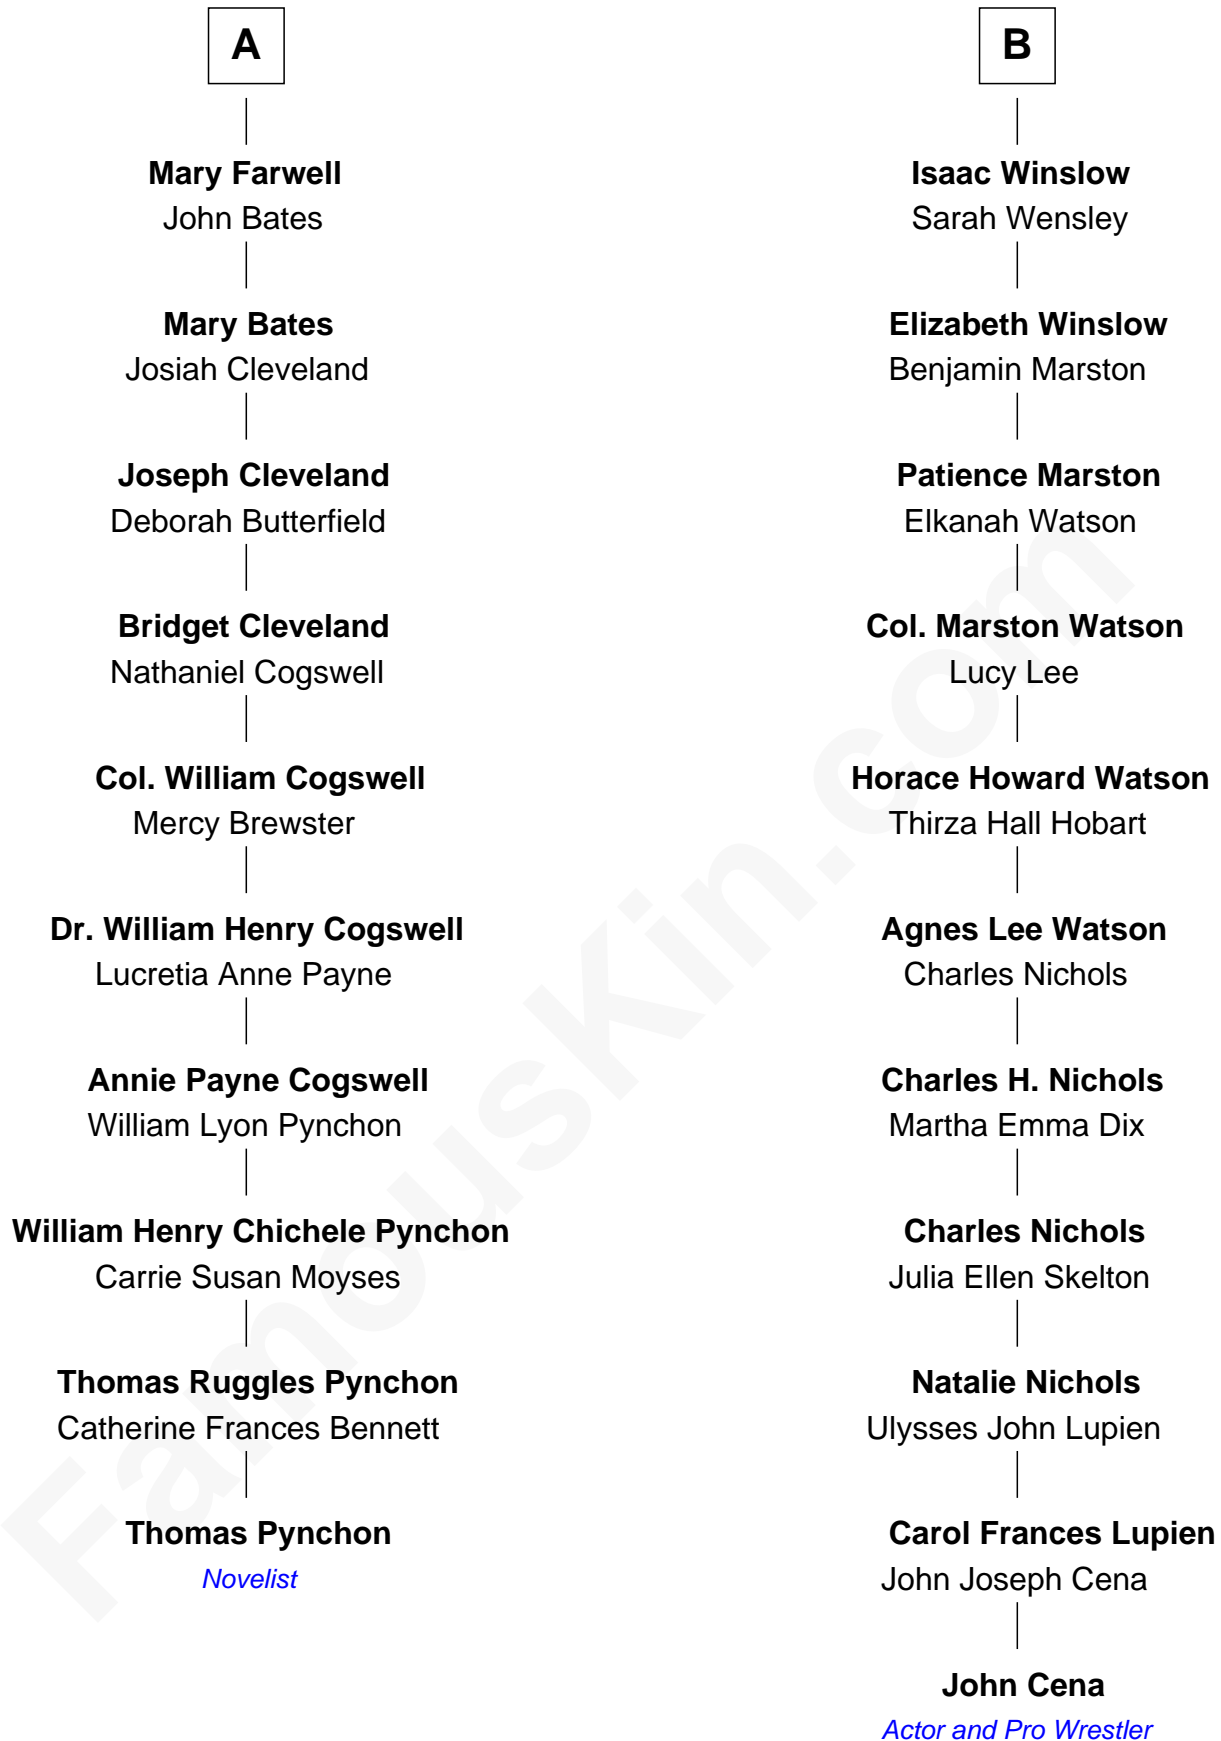 A
Mary Farwell
John Bates
Mary Bates
Josiah Cleveland
Joseph Cleveland
Deborah Butterfield
Bridget Cleveland
Nathaniel Cogswell
Col. William Cogswell
Mercy Brewster
Dr. William Henry Cogswell
Lucretia Anne Payne
Annie Payne Cogswell
William Lyon Pynchon
William Henry Chichele Pynchon
Carrie Susan Moyses
Thomas Ruggles Pynchon
Catherine Frances Bennett
Thomas Pynchon
Novelist
B
Isaac Winslow
Sarah Wensley
Elizabeth Winslow
Benjamin Marston
Patience Marston
Elkanah Watson
Col. Marston Watson
Lucy Lee
Horace Howard Watson
Thirza Hall Hobart
Agnes Lee Watson
Charles Nichols
Charles H. Nichols
Martha Emma Dix
Charles Nichols
Julia Ellen Skelton
Natalie Nichols
Ulysses John Lupien
Carol Frances Lupien
John Joseph Cena
John Cena
Actor and Pro Wrestler
FamousKin.com